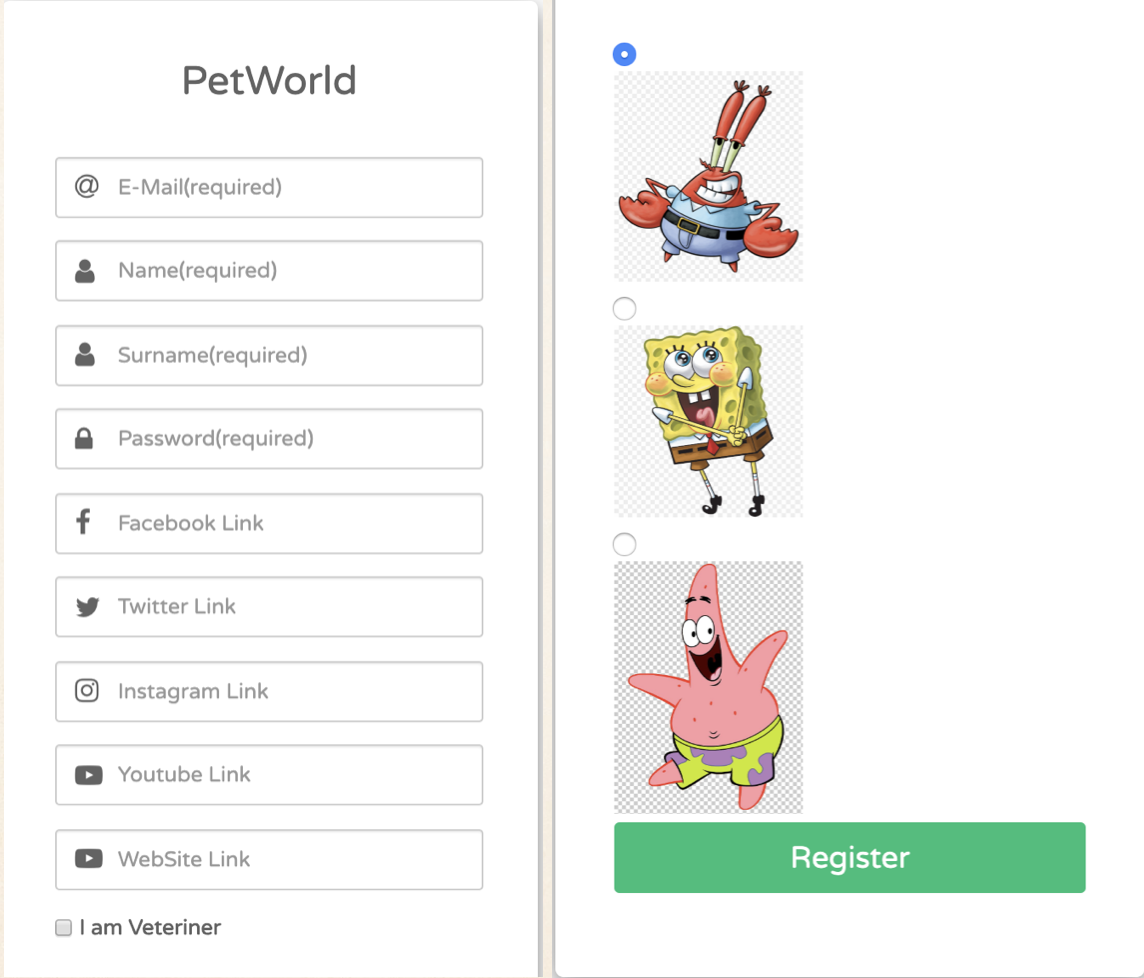 PetWorld
E-Mail(required)
Name(required)
Surname(required)
Password(required)
Facebook Link
Twitter Link
Instagram Link
Youtube Link
WebSite Link
I am Veteriner
Register